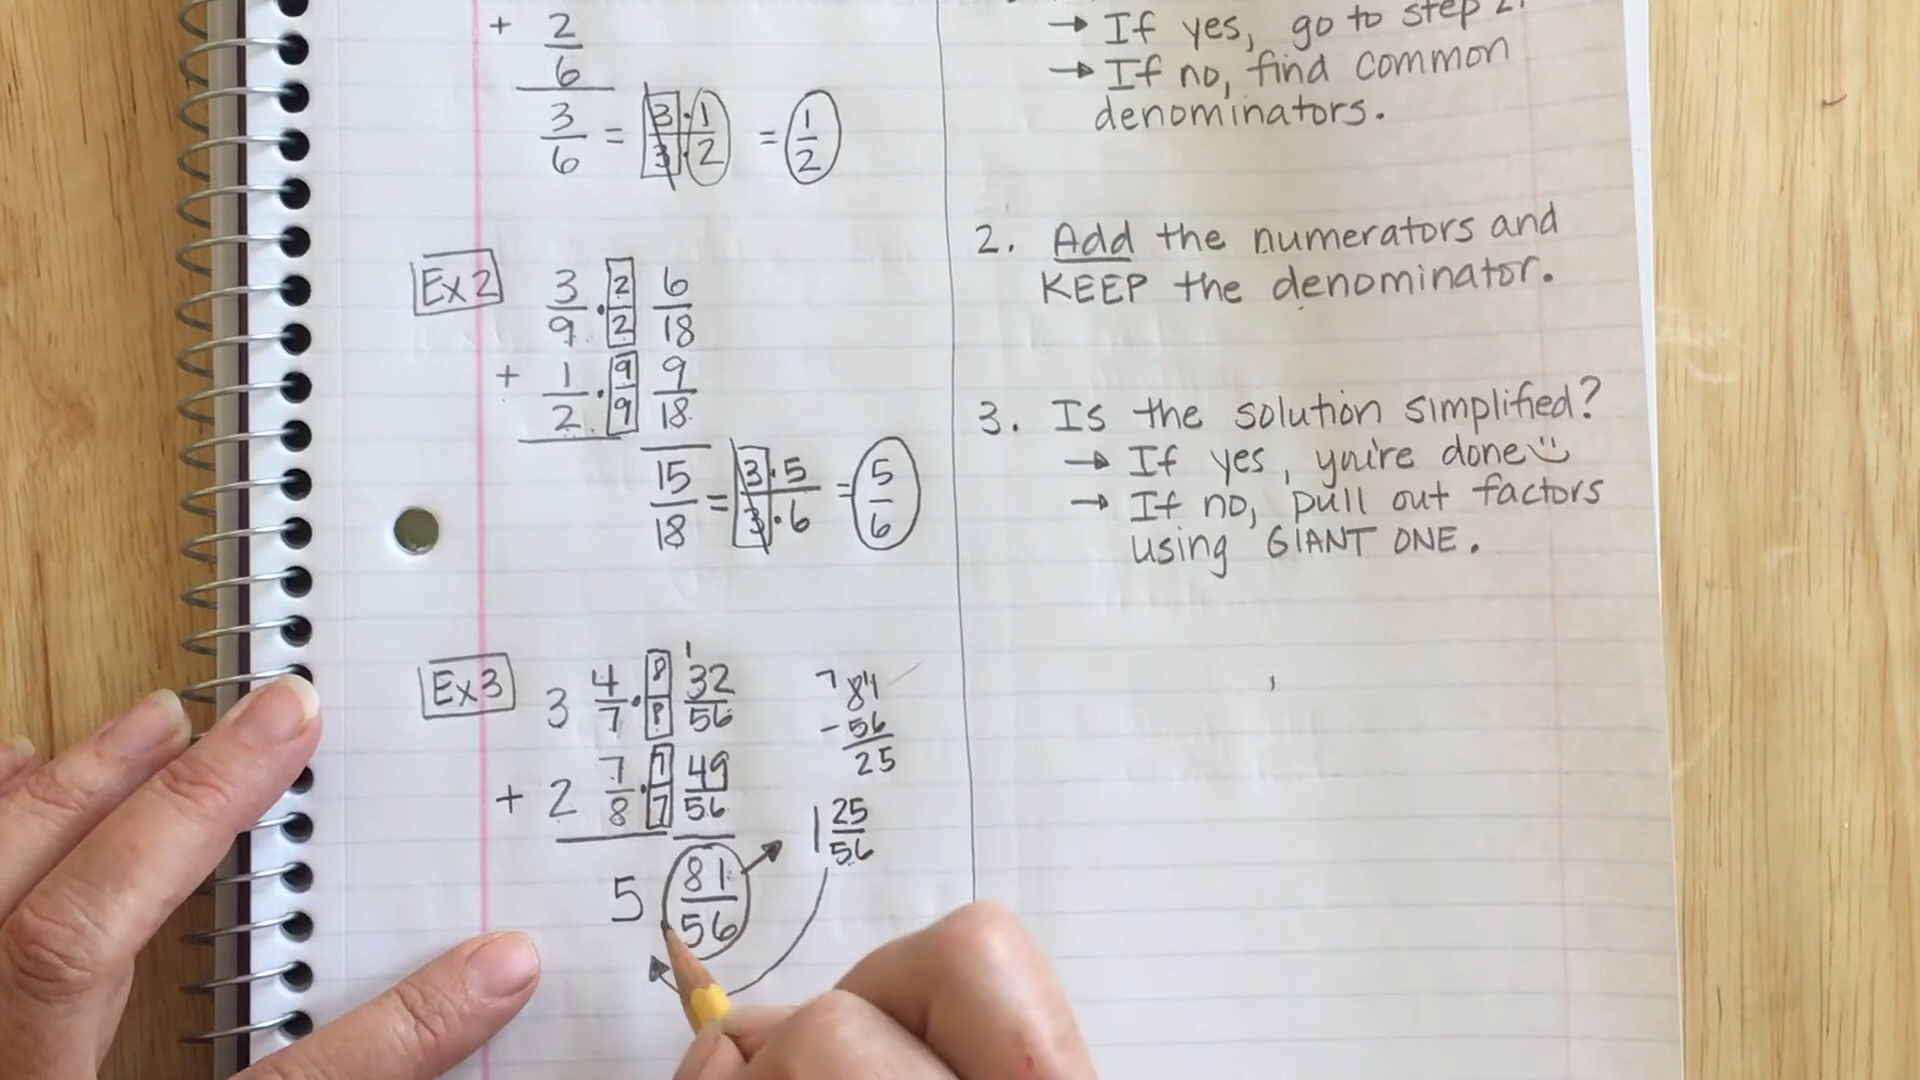 + 2/6
3/6 = 3·1/3·2 = 1/2
Ex 2
3/9 · 2/2 6/18
+ 1/2 · 9/9 9/18
15/18 = 3·5/3·6 = 5/6
Ex 3
3 4/7 · 8/8 32/56
+ 2 7/8 · 7/7 49/56
5 81/56
- 56
25
1 25/56
→ If yes, go to step 2.
→ If no, find common
denominators.
2. Add the numerators and
KEEP the denominator.
3. Is the solution simplified?
→ If yes, you're done
→ If no, pull out factors
using GIANT ONE.